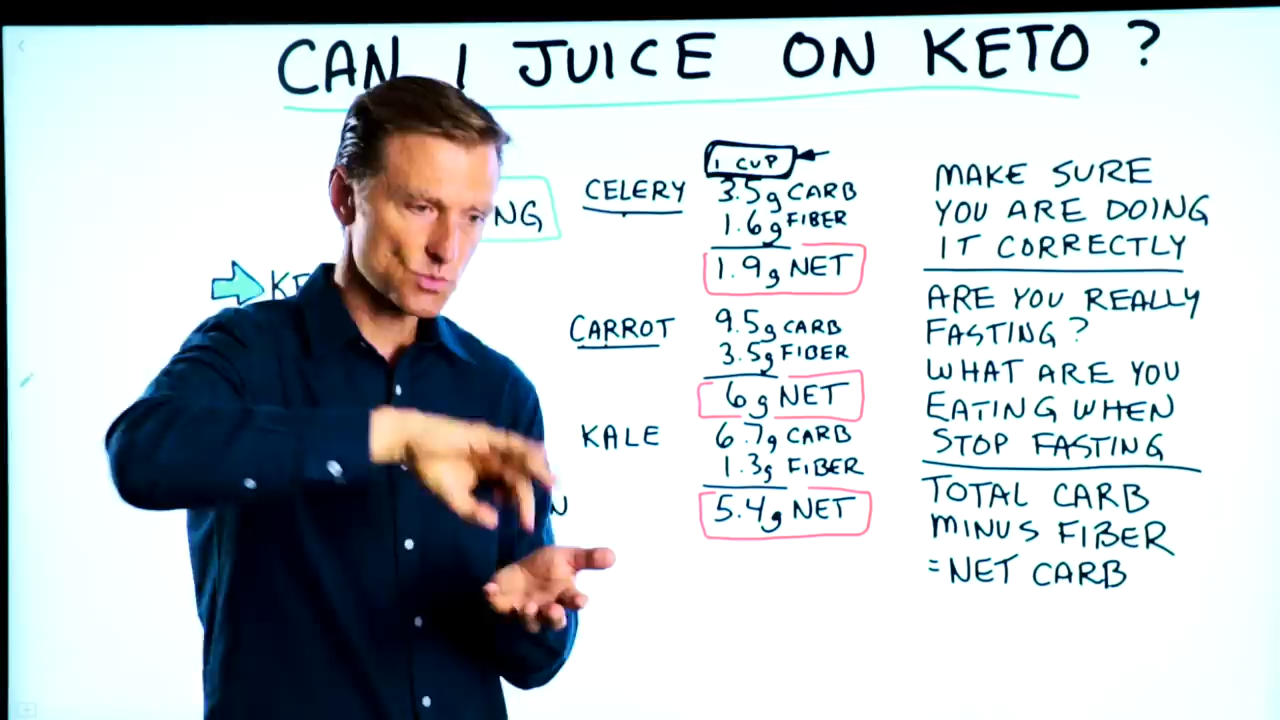 CAN I JUICE ON KETO ?
1 CUP
CELERY 3.5g CARB
1.6g FIBER
1.9g NET
CARROT 9.5g CARB
3.5g FIBER
6g NET
KALE 6.7g CARB
1.3g FIBER
5.4g NET
MAKE SURE
YOU ARE DOING
IT CORRECTLY
ARE YOU REALLY
FASTING?
WHAT ARE YOU
EATING WHEN
STOP FASTING
TOTAL CARB
MINUS FIBER
= NET CARB